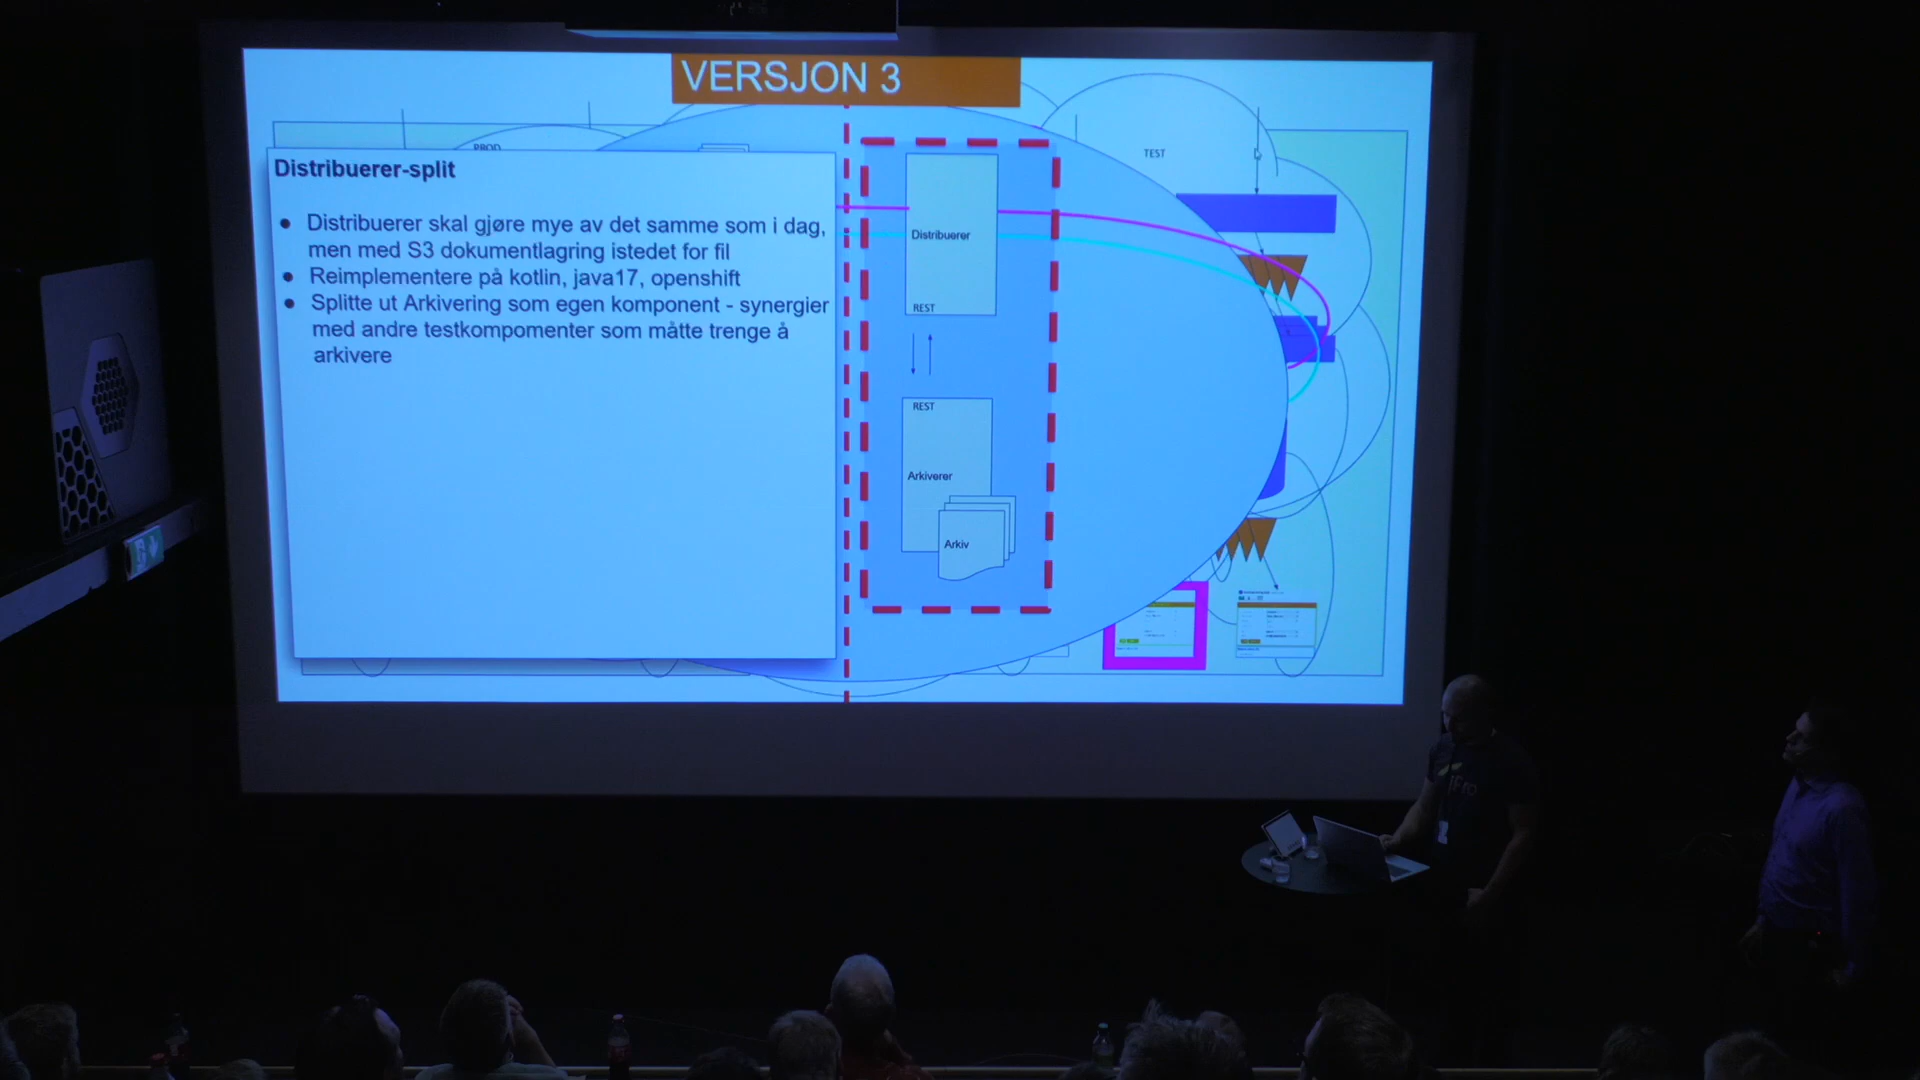 VERSJON 3
PROD
TEST
Distribuerer-split
● Distribuerer skal gjøre mye av det samme som i dag,
men med S3 dokumentlagring istedet for fil
● Reimplementere på kotlin, java17, openshift
● Splitte ut Arkivering som egen komponent - synergier
med andre testkompomenter som måtte trenge å
arkivere
Distribuerer
REST
REST
Arkiverer
Arkiv